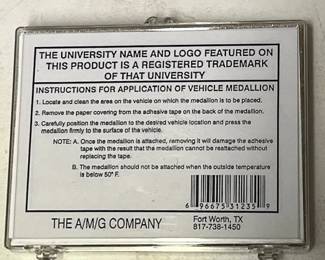 THE UNIVERSITY NAME AND LOGO FEATURED ON
THIS PRODUCT IS A REGISTERED TRADEMARK
OF THAT UNIVERSITY
INSTRUCTIONS FOR APPLICATION OF VEHICLE MEDALLION
1. Locate and clean the area on the vehicle on which the medallion is to be placed.
2. Remove the paper covering from the adhesive tape on the back of the medallion.
3. Carefully position the medallion to the desired vehicle location and press the
medallion firmly to the surface of the vehicle.
NOTE: A. Once the medallion is attached, removing it will damage the adhesive
tape with the result that the medallion cannot be reattached without
replacing the tape.
B. The medallion should not be attached when the outside temperature
is below 50° F.
6 96675 31235 9
THE A/M/G COMPANY
Fort Worth, TX
817-738-1450